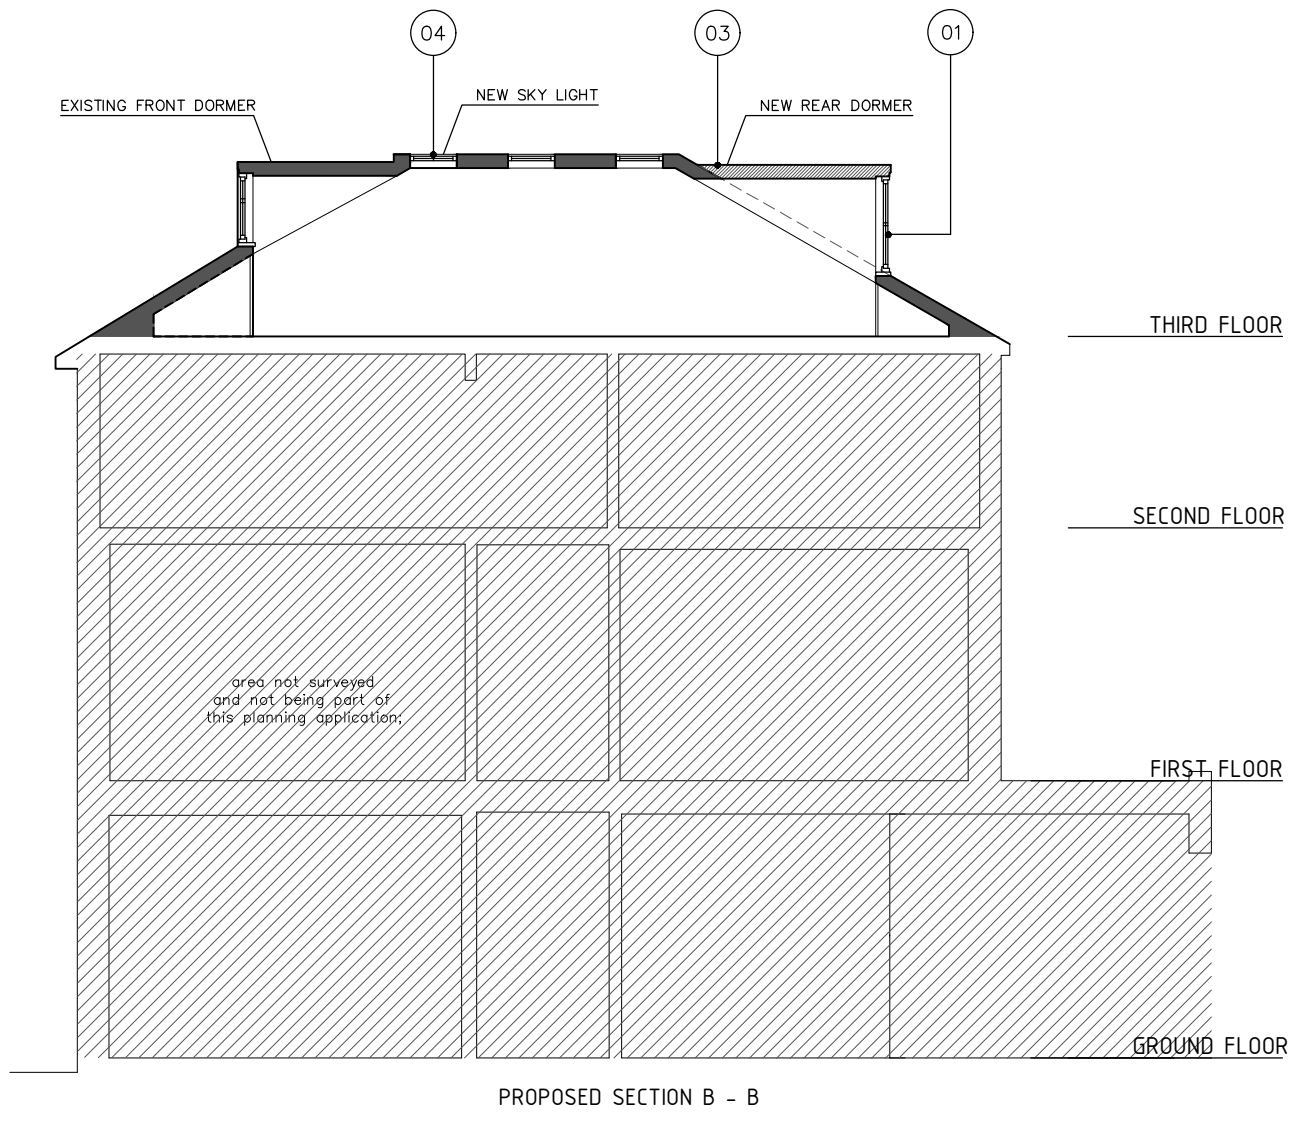 04
03
01
NEW SKY LIGHT
EXISTING FRONT DORMER
NEW REAR DORMER
THIRD FLOOR
SECOND FLOOR
area not surveyed
and not being part of
this planning application;
FIRST FLOOR
GROUND FLOOR
PROPOSED SECTION B - B